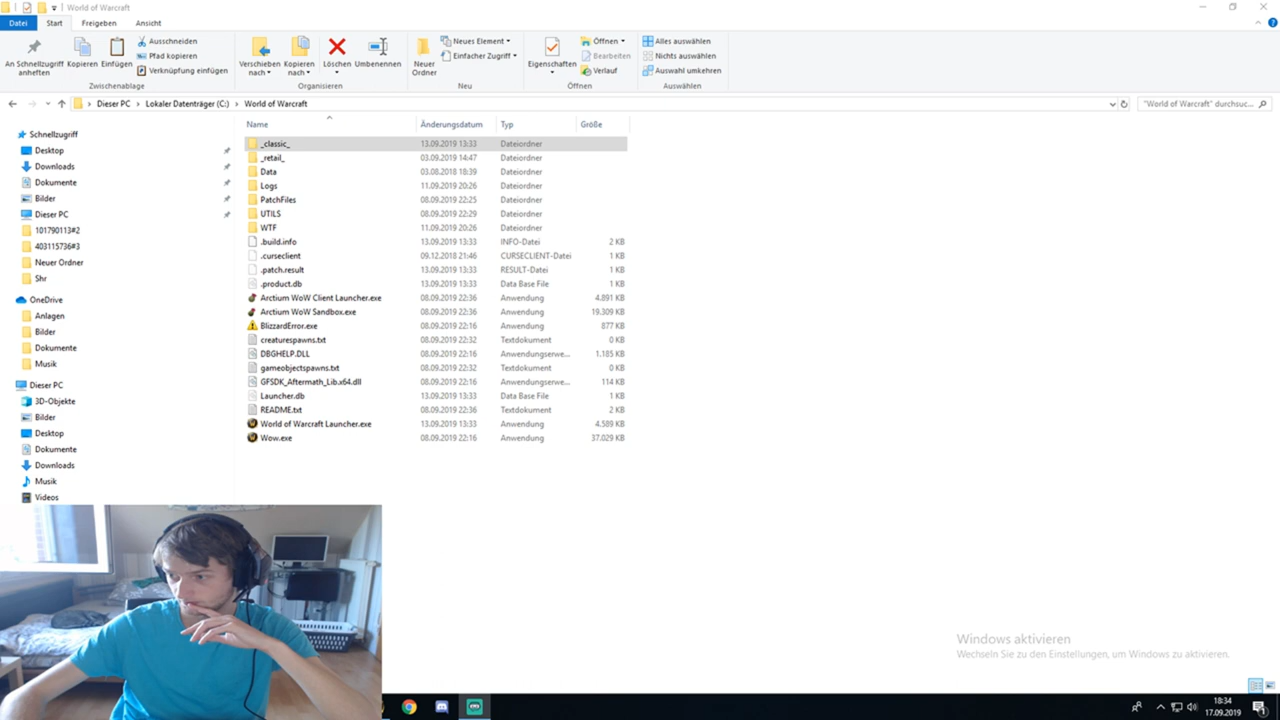 World of Warcraft
Datei Start Freigeben Ansicht
An Schnellzugriff anheften
Kopieren
Einfügen
Ausschneiden
Pfad kopieren
Verknüpfung einfügen
Zwischenablage
Verschieben nach
Kopieren nach
Löschen
Umbenennen
Organisieren
Neuer Ordner
Neues Element
Einfacher Zugriff
Neu
Eigenschaften
Öffnen
Bearbeiten
Verlauf
Öffnen
Alles auswählen
Nichts auswählen
Auswahl umkehren
Auswählen
Dieser PC Lokaler Datenträger (C:) World of Warcraft
"World of Warcraft" durchsuc...
Schnellzugriff
Desktop
Downloads
Dokumente
Bilder
Dieser PC
101790113#2
403115736#3
Neuer Ordner
Shr
OneDrive
Anlagen
Bilder
Dokumente
Musik
Dieser PC
3D-Objekte
Bilder
Desktop
Dokumente
Downloads
Musik
Videos
Name Änderungsdatum Typ Größe
_classic_ 13.09.2019 13:33 Dateiordner
_retail_ 03.09.2019 14:47 Dateiordner
Data 03.08.2018 18:39 Dateiordner
Logs 11.09.2019 20:26 Dateiordner
PatchFiles 08.09.2019 22:25 Dateiordner
UTILS 08.09.2019 22:29 Dateiordner
WTF 11.09.2019 20:26 Dateiordner
.build.info 13.09.2019 13:33 INFO-Datei 2 KB
.curseclient 09.12.2018 21:46 CURSECLIENT-Datei 1 KB
.patch.result 13.09.2019 13:33 RESULT-Datei 1 KB
.product.db 13.09.2019 13:33 Data Base File 1 KB
Arctium WoW Client Launcher.exe 08.09.2019 22:36 Anwendung 4.891 KB
Arctium WoW Sandbox.exe 08.09.2019 22:36 Anwendung 19.309 KB
BlizzardError.exe 08.09.2019 22:16 Anwendung 877 KB
creaturespawns.txt 08.09.2019 22:32 Textdokument 0 KB
DBGHELP.DLL 08.09.2019 22:16 Anwendungserwe... 1.185 KB
gameobjectspawns.txt 08.09.2019 22:32 Textdokument 0 KB
GFSDK_Aftermath_Lib.x64.dll 08.09.2019 22:16 Anwendungserwe... 114 KB
Launcher.db 13.09.2019 13:33 Data Base File 1 KB
README.txt 08.09.2019 22:36 Textdokument 2 KB
World of Warcraft Launcher.exe 13.09.2019 13:33 Anwendung 4.589 KB
Wow.exe 08.09.2019 22:16 Anwendung 37.029 KB
Windows aktivieren
Wechseln Sie zu den Einstellungen, um Windows zu aktivieren.
18:34
17.09.2019
1